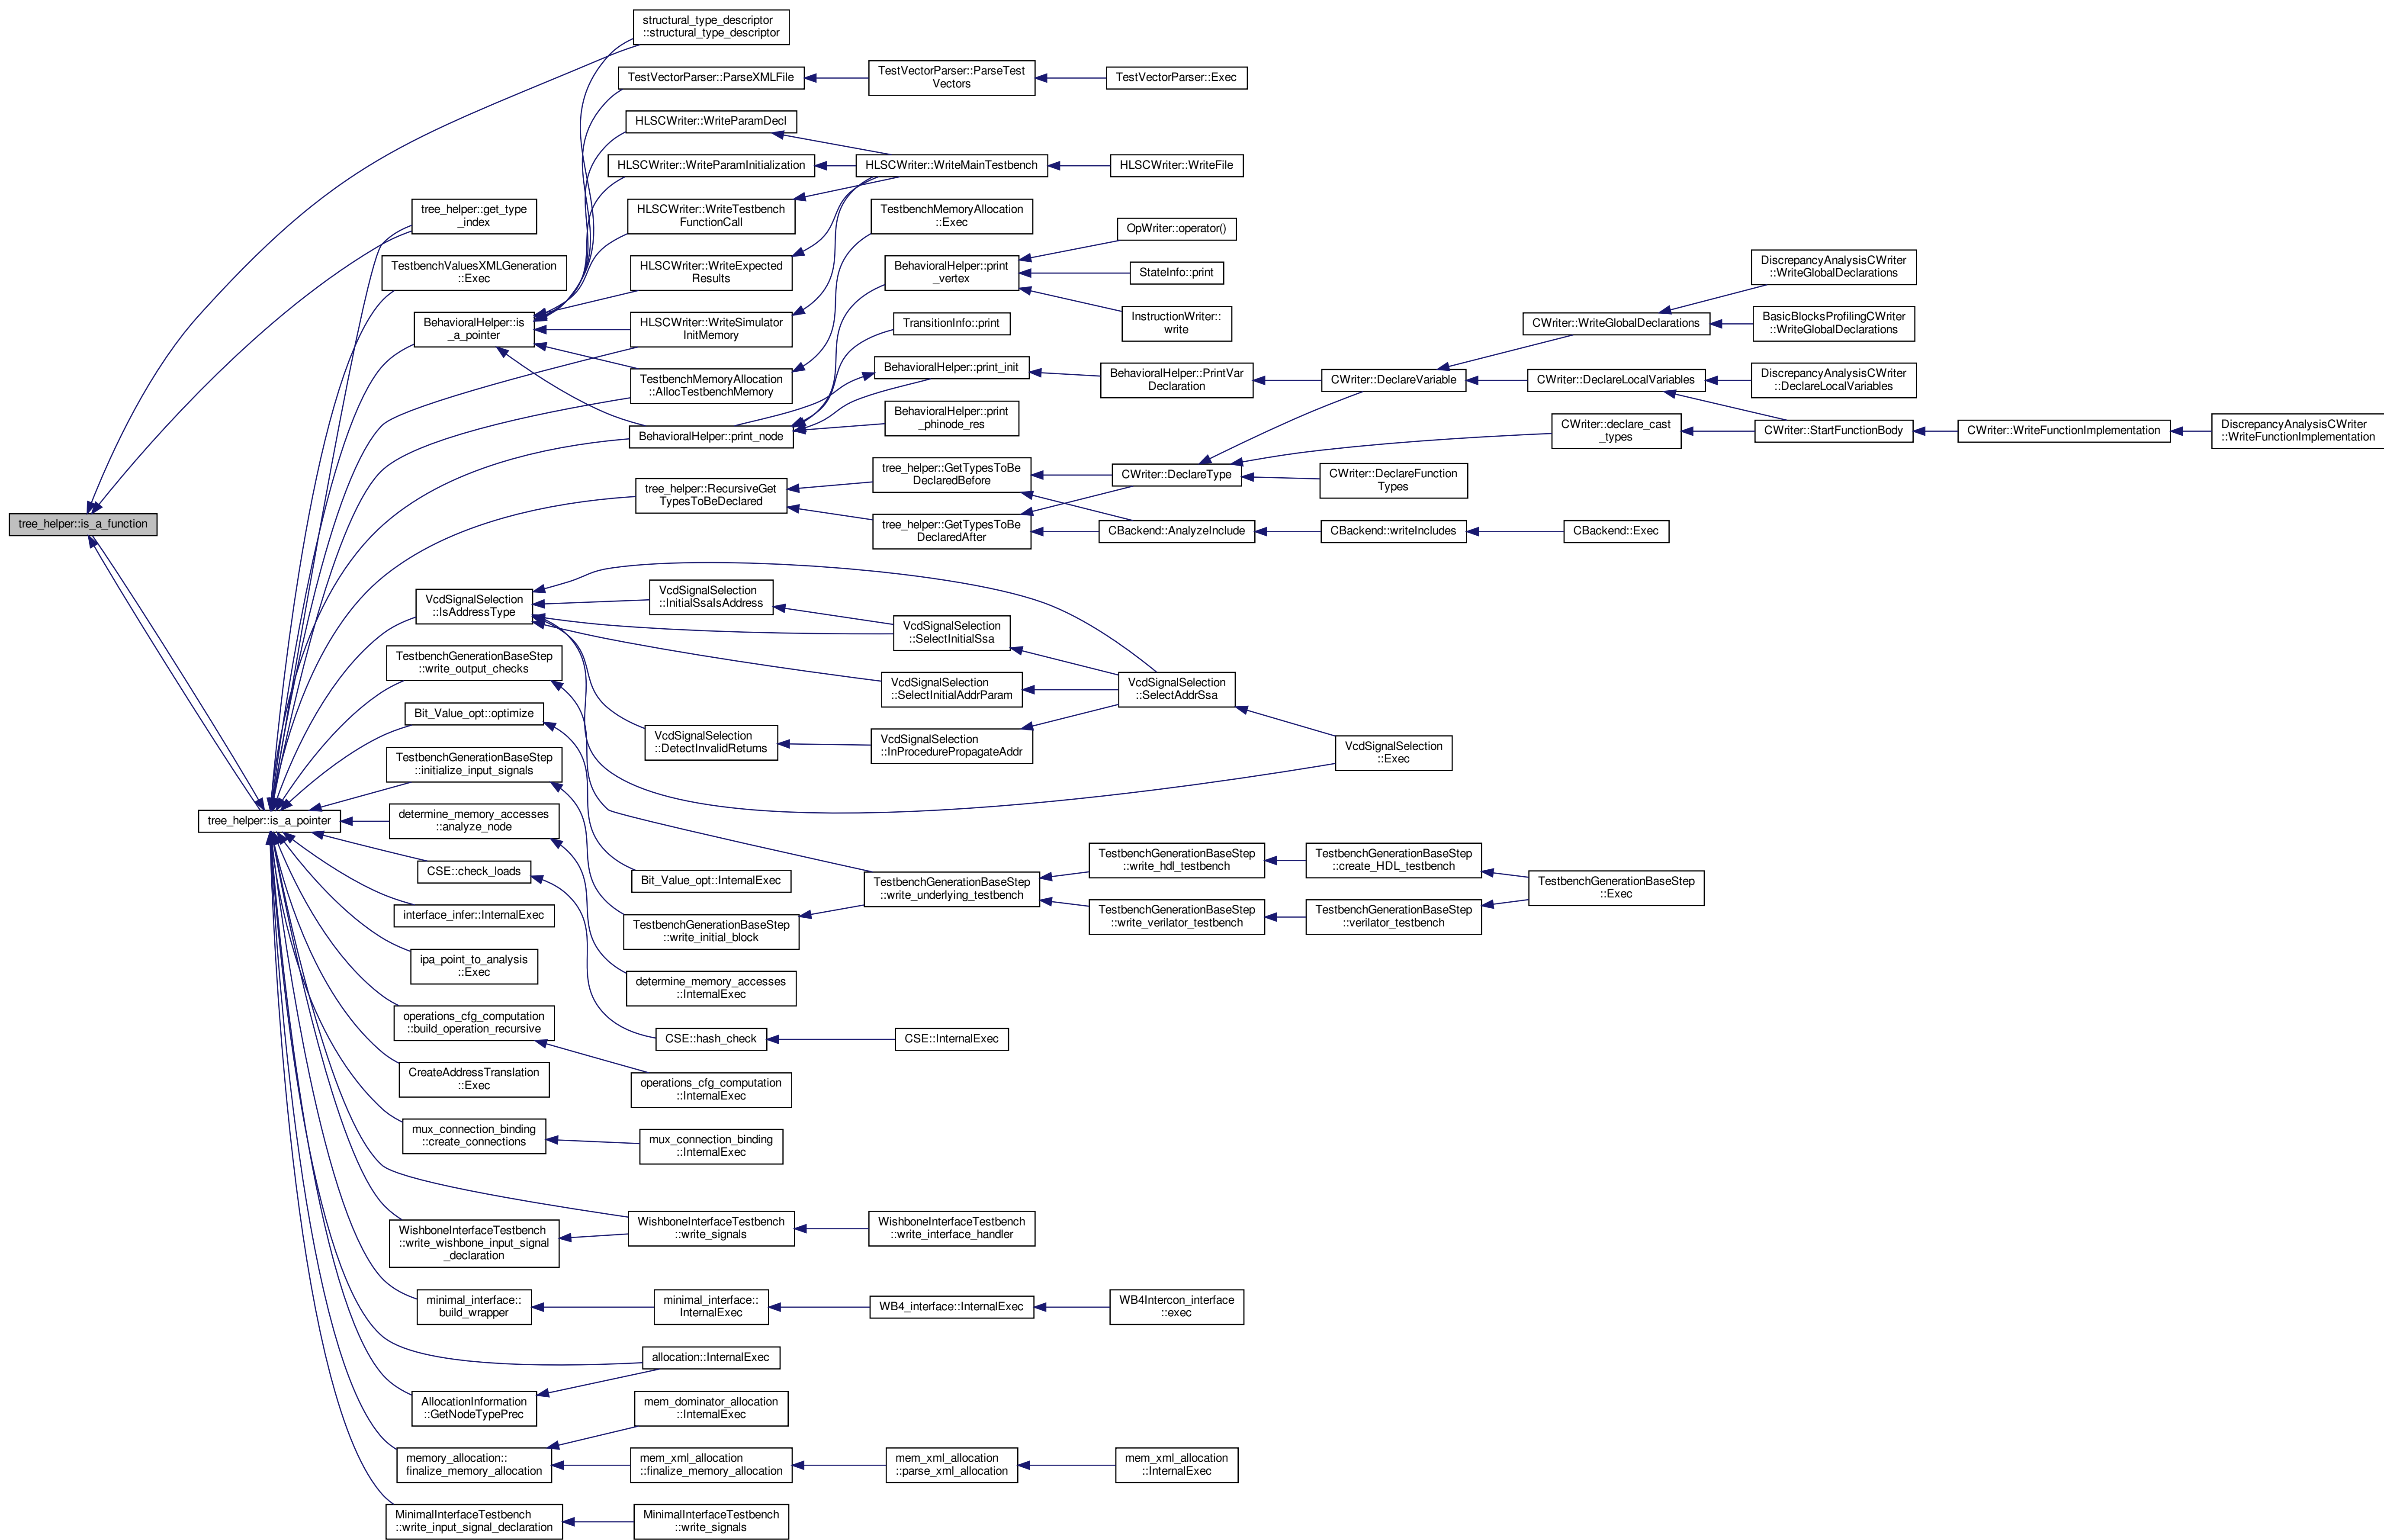 structural_type_descriptor
::structural_type_descriptor
TestVectorParser::ParseXMLFile
TestVectorParser::ParseTest
Vectors
TestVectorParser::Exec
HLSCWriter::WriteParamDecl
HLSCWriter::WriteParamInitialization
HLSCWriter::WriteMainTestbench
HLSCWriter::WriteFile
tree_helper::get_type
_index
HLSCWriter::WriteTestbench
FunctionCall
TestbenchMemoryAllocation
::Exec
OpWriter::operator()
TestbenchValuesXMLGeneration
::Exec
HLSCWriter::WriteExpected
Results
BehavioralHelper::print
_vertex
StateInfo::print
DiscrepancyAnalysisCWriter
::WriteGlobalDeclarations
BehavioralHelper::is
_a_pointer
HLSCWriter::WriteSimulator
InitMemory
TransitionInfo::print
InstructionWriter::
write
CWriter::WriteGlobalDeclarations
BasicBlocksProfilingCWriter
::WriteGlobalDeclarations
TestbenchMemoryAllocation
::AllocTestbenchMemory
BehavioralHelper::print_init
BehavioralHelper::PrintVar
Declaration
CWriter::DeclareVariable
CWriter::DeclareLocalVariables
DiscrepancyAnalysisCWriter
::DeclareLocalVariables
BehavioralHelper::print_node
BehavioralHelper::print
_phinode_res
CWriter::declare_cast
_types
CWriter::StartFunctionBody
CWriter::WriteFunctionImplementation
DiscrepancyAnalysisCWriter
::WriteFunctionImplementation
tree_helper::RecursiveGet
TypesToBeDeclared
tree_helper::GetTypesToBe
DeclaredBefore
CWriter::DeclareType
CWriter::DeclareFunction
Types
tree_helper::is_a_function
tree_helper::GetTypesToBe
DeclaredAfter
CBackend::AnalyzeInclude
CBackend::writeIncludes
CBackend::Exec
VcdSignalSelection
::IsAddressType
VcdSignalSelection
::InitialSsaIsAddress
VcdSignalSelection
::SelectInitialSsa
TestbenchGenerationBaseStep
::write_output_checks
VcdSignalSelection
::SelectInitialAddrParam
VcdSignalSelection
::SelectAddrSsa
Bit_Value_opt::optimize
VcdSignalSelection
::DetectInvalidReturns
VcdSignalSelection
::InProcedurePropagateAddr
VcdSignalSelection
::Exec
TestbenchGenerationBaseStep
::initialize_input_signals
tree_helper::is_a_pointer
determine_memory_accesses
::analyze_node
CSE::check_loads
Bit_Value_opt::InternalExec
TestbenchGenerationBaseStep
::write_underlying_testbench
TestbenchGenerationBaseStep
::write_hdl_testbench
TestbenchGenerationBaseStep
::create_HDL_testbench
TestbenchGenerationBaseStep
::Exec
interface_infer::InternalExec
TestbenchGenerationBaseStep
::write_initial_block
TestbenchGenerationBaseStep
::write_verilator_testbench
TestbenchGenerationBaseStep
::verilator_testbench
ipa_point_to_analysis
::Exec
determine_memory_accesses
::InternalExec
operations_cfg_computation
::build_operation_recursive
CSE::hash_check
CSE::InternalExec
CreateAddressTranslation
::Exec
operations_cfg_computation
::InternalExec
mux_connection_binding
::create_connections
mux_connection_binding
::InternalExec
WishboneInterfaceTestbench
::write_wishbone_input_signal
_declaration
WishboneInterfaceTestbench
::write_signals
WishboneInterfaceTestbench
::write_interface_handler
minimal_interface::
build_wrapper
minimal_interface::
InternalExec
WB4_interface::InternalExec
WB4Intercon_interface
::exec
allocation::InternalExec
AllocationInformation
::GetNodeTypePrec
mem_dominator_allocation
::InternalExec
memory_allocation::
finalize_memory_allocation
mem_xml_allocation
::finalize_memory_allocation
mem_xml_allocation
::parse_xml_allocation
mem_xml_allocation
::InternalExec
MinimalInterfaceTestbench
::write_input_signal_declaration
MinimalInterfaceTestbench
::write_signals